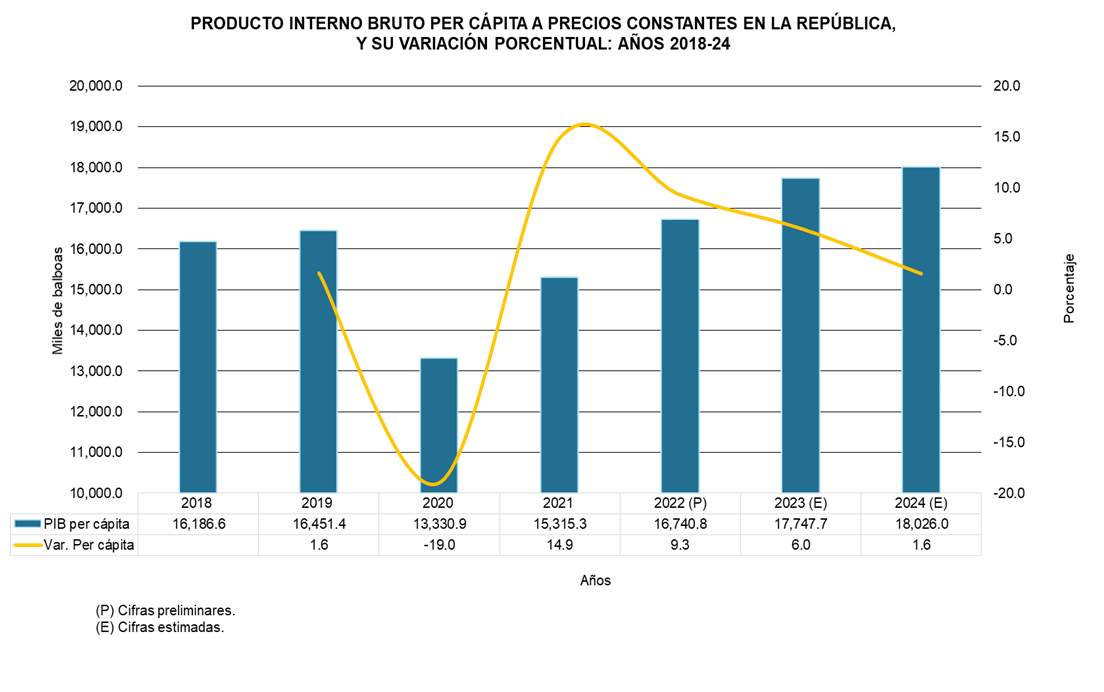 PRODUCTO INTERNO BRUTO PER CÁPITA A PRECIOS CONSTANTES EN LA REPÚBLICA,
Y SU VARIACIÓN PORCENTUAL: AÑOS 2018-24
20,000.0
19,000.0
18,000.0
17,000.0
16,000.0
15,000.0
14,000.0
13,000.0
12,000.0
11,000.0
10,000.0
Miles de balboas
20.0
15.0
10.0
5.0
0.0
-5.0
-10.0
-15.0
-20.0
Porcentaje
2018 2019 2020 2021 2022 (P) 2023 (E) 2024 (E)
PIB per cápita 16,186.6 16,451.4 13,330.9 15,315.3 16,740.8 17,747.7 18,026.0
Var. Per cápita 1.6 -19.0 14.9 9.3 6.0 1.6
Años
(P) Cifras preliminares.
(E) Cifras estimadas.